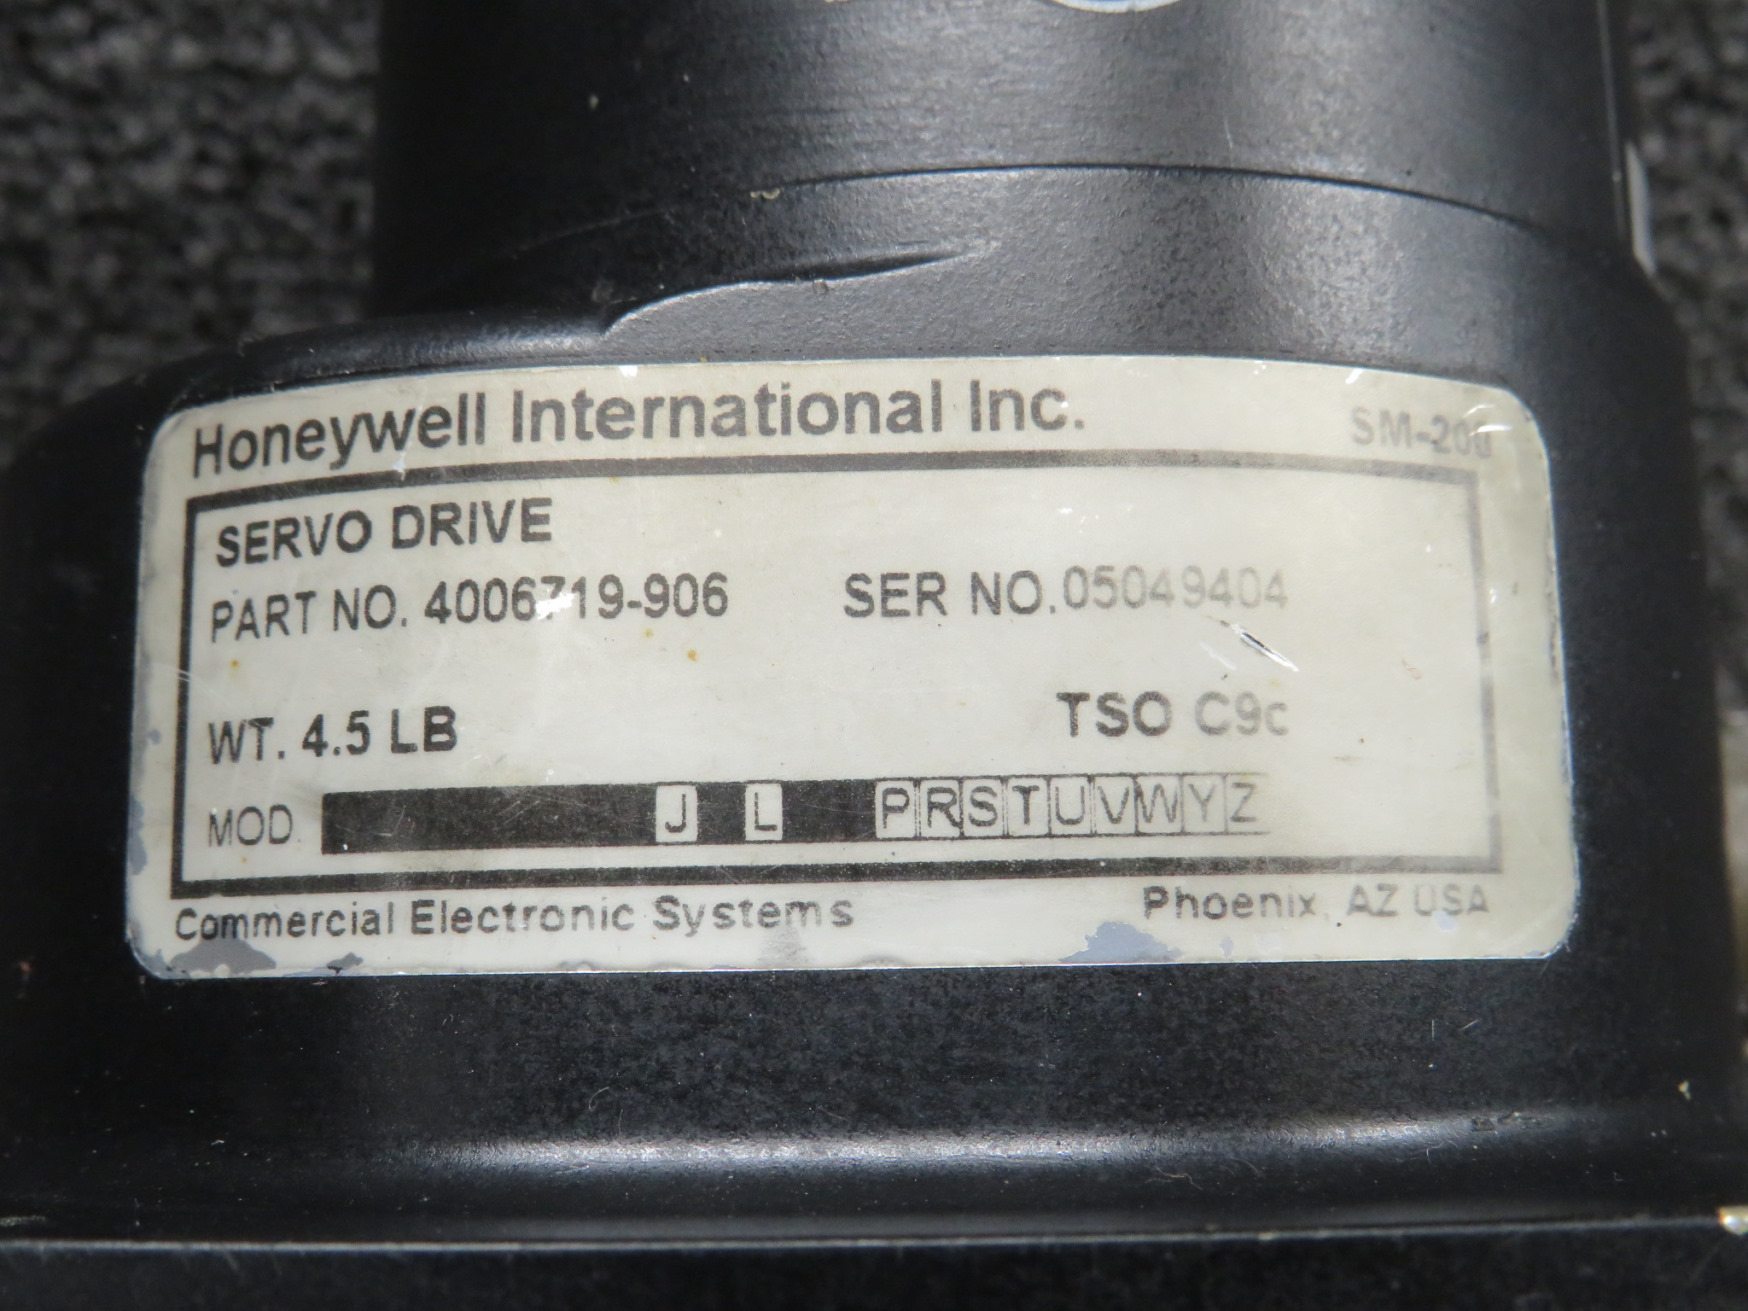 Honeywell International Inc. SM-200
SERVO DRIVE
PART NO. 4006719-906 SER NO. 05049404
WT. 4.5 LB TSO C9c
MOD. J L P R S T U V W Y Z
Commercial Electronic Systems Phoenix, AZ USA